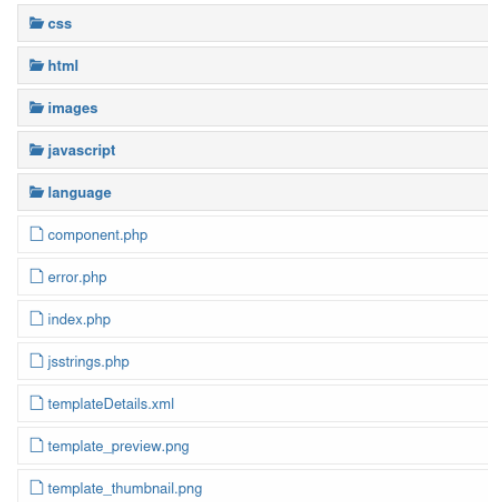 css
html
images
javascript
language
component.php
error.php
index.php
jsstrings.php
templateDetails.xml
template_preview.png
template_thumbnail.png